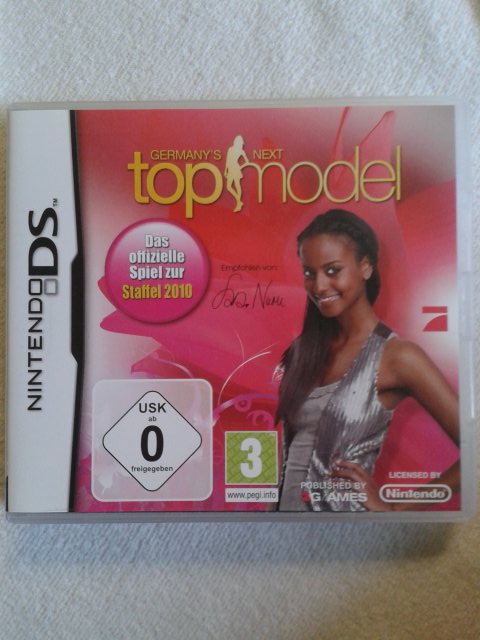 NINTENDO DS™
GERMANY'S NEXT
topmodel
Das
offizielle
Spiel zur
Staffel 2010
Empfohlen von:
USK
ab
0
freigegeben
3
www.pegi.info
PUBLISHED BY
GAMES
LICENSED BY
Nintendo